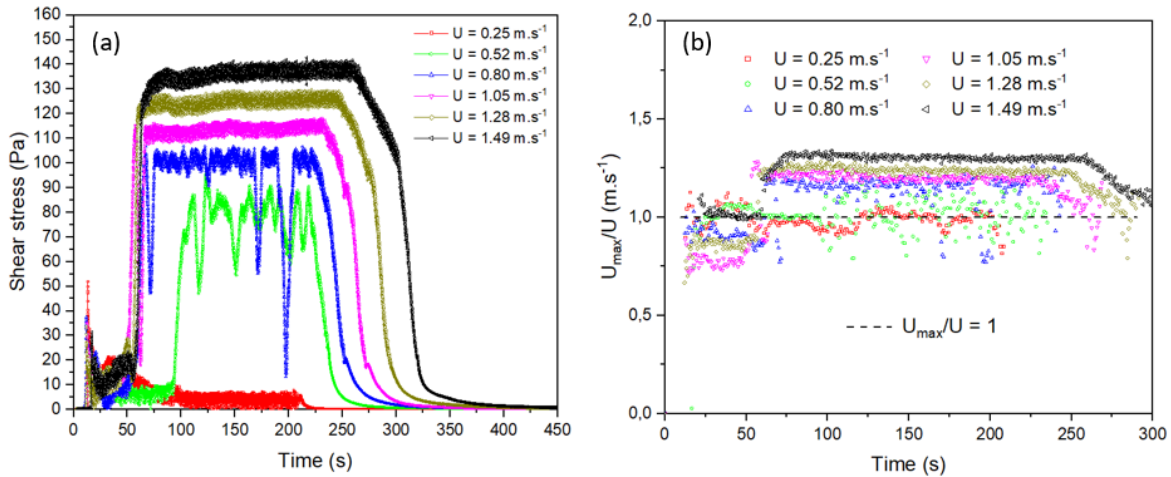 (a)
Shear stress (Pa)
160
150
140
130
120
110
100
90
80
70
60
50
40
30
20
10
0
0 50 100 150 200 250 300 350 400 450
Time (s)
U = 0.25 m.s⁻¹
U = 0.52 m.s⁻¹
U = 0.80 m.s⁻¹
U = 1.05 m.s⁻¹
U = 1.28 m.s⁻¹
U = 1.49 m.s⁻¹
(b)
Uₘₐₓ/U (m.s⁻¹)
2,0
1,5
1,0
0,5
0,0
0 50 100 150 200 250 300
Time (s)
U = 0.25 m.s⁻¹ U = 1.05 m.s⁻¹
U = 0.52 m.s⁻¹ U = 1.28 m.s⁻¹
U = 0.80 m.s⁻¹ U = 1.49 m.s⁻¹
Uₘₐₓ/U = 1